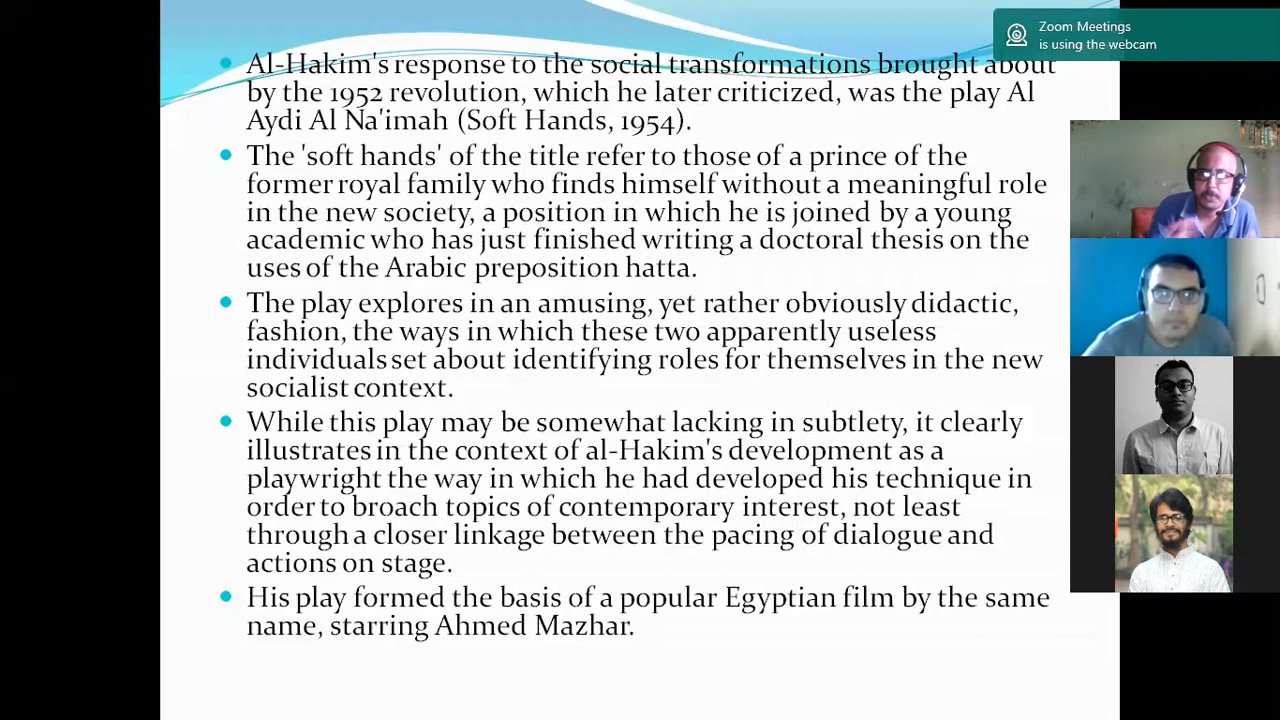 Zoom Meetings
is using the webcam
Al-Hakim's response to the social transformations brought about
by the 1952 revolution, which he later criticized, was the play Al
Aydi Al Na'imah (Soft Hands, 1954).
The 'soft hands' of the title refer to those of a prince of the
former royal family who finds himself without a meaningful role
in the new society, a position in which he is joined by a young
academic who has just finished writing a doctoral thesis on the
uses of the Arabic preposition hatta.
The play explores in an amusing, yet rather obviously didactic,
fashion, the ways in which these two apparently useless
individuals set about identifying roles for themselves in the new
socialist context.
While this play may be somewhat lacking in subtlety, it clearly
illustrates in the context of al-Hakim's development as a
playwright the way in which he had developed his technique in
order to broach topics of contemporary interest, not least
through a closer linkage between the pacing of dialogue and
actions on stage.
His play formed the basis of a popular Egyptian film by the same
name, starring Ahmed Mazhar.